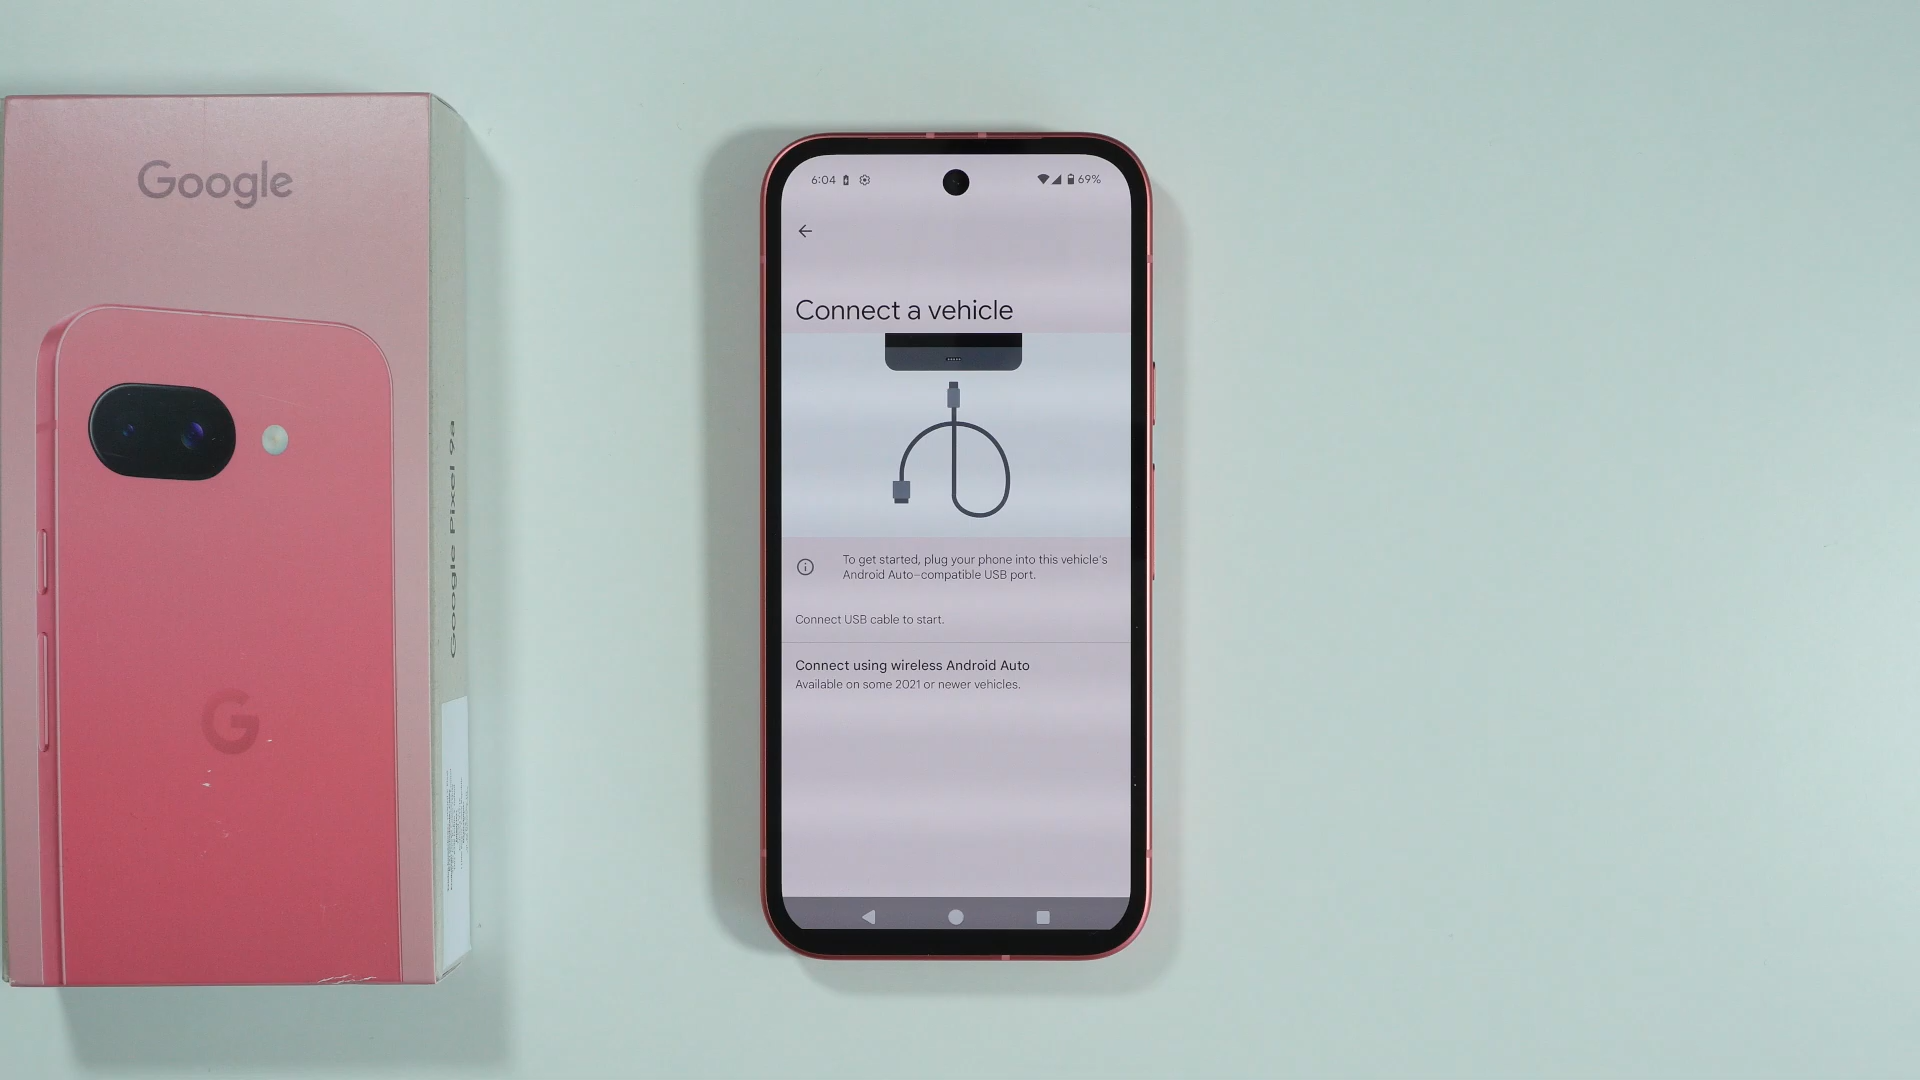 Google
Google Pixel 9a
G
6:04
69%
Connect a vehicle
To get started, plug your phone into this vehicle's
Android Auto–compatible USB port.
Connect USB cable to start.
Connect using wireless Android Auto
Available on some 2021 or newer vehicles.